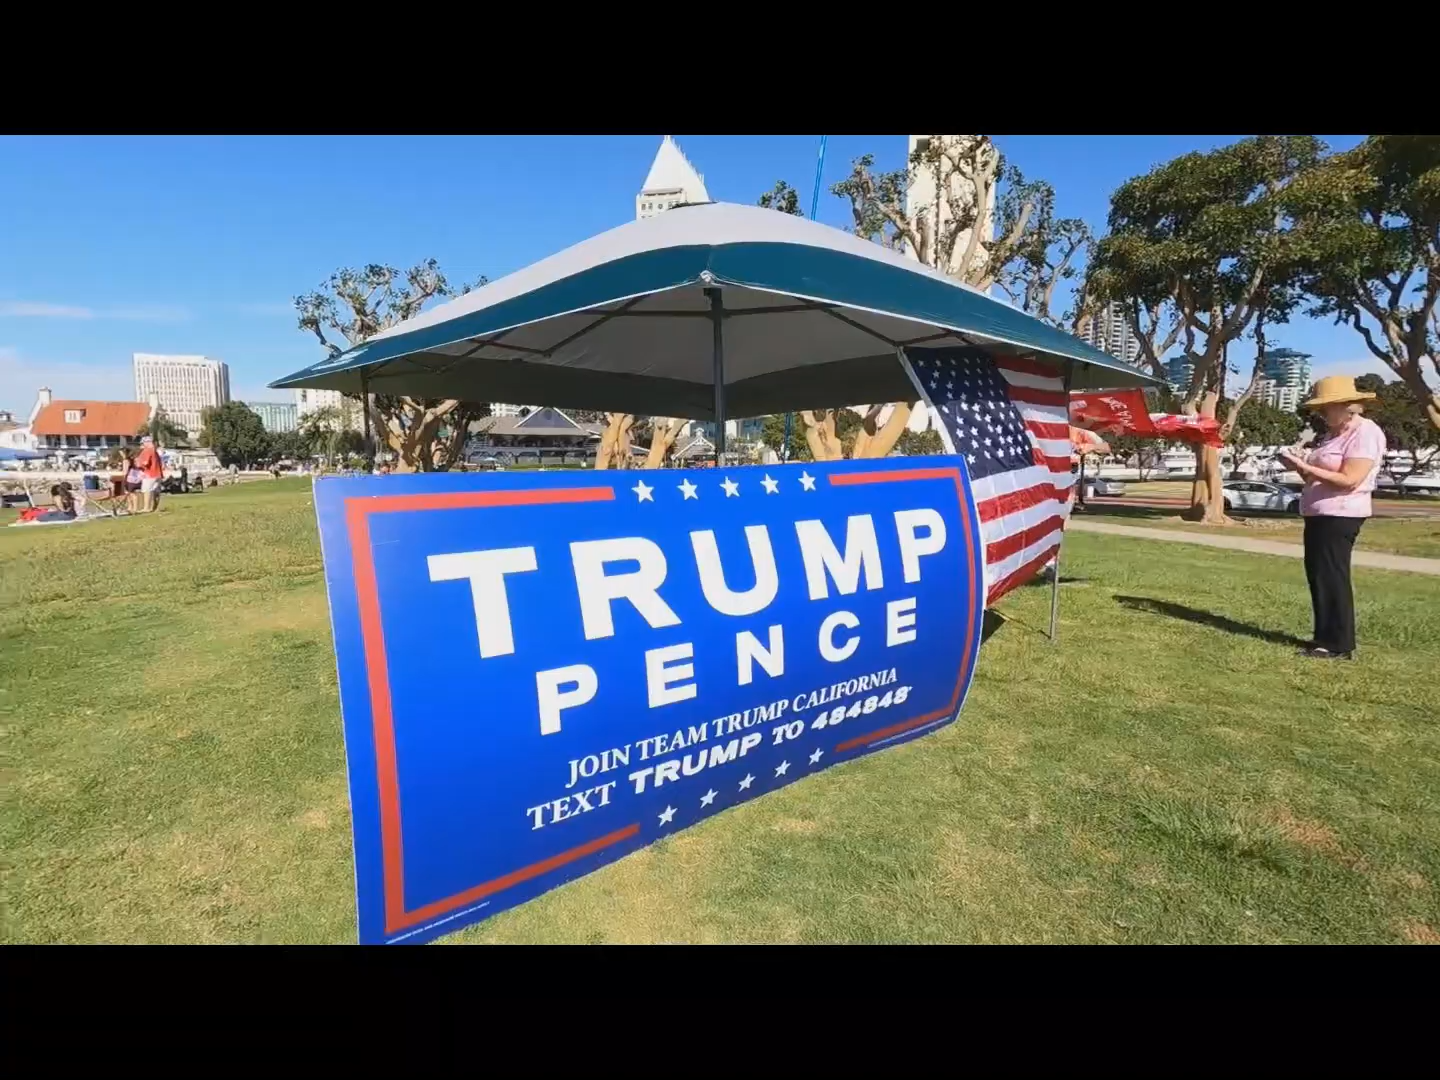 TRUMP
PENCE
JOIN TEAM TRUMP CALIFORNIA
TEXT TRUMP TO 484848